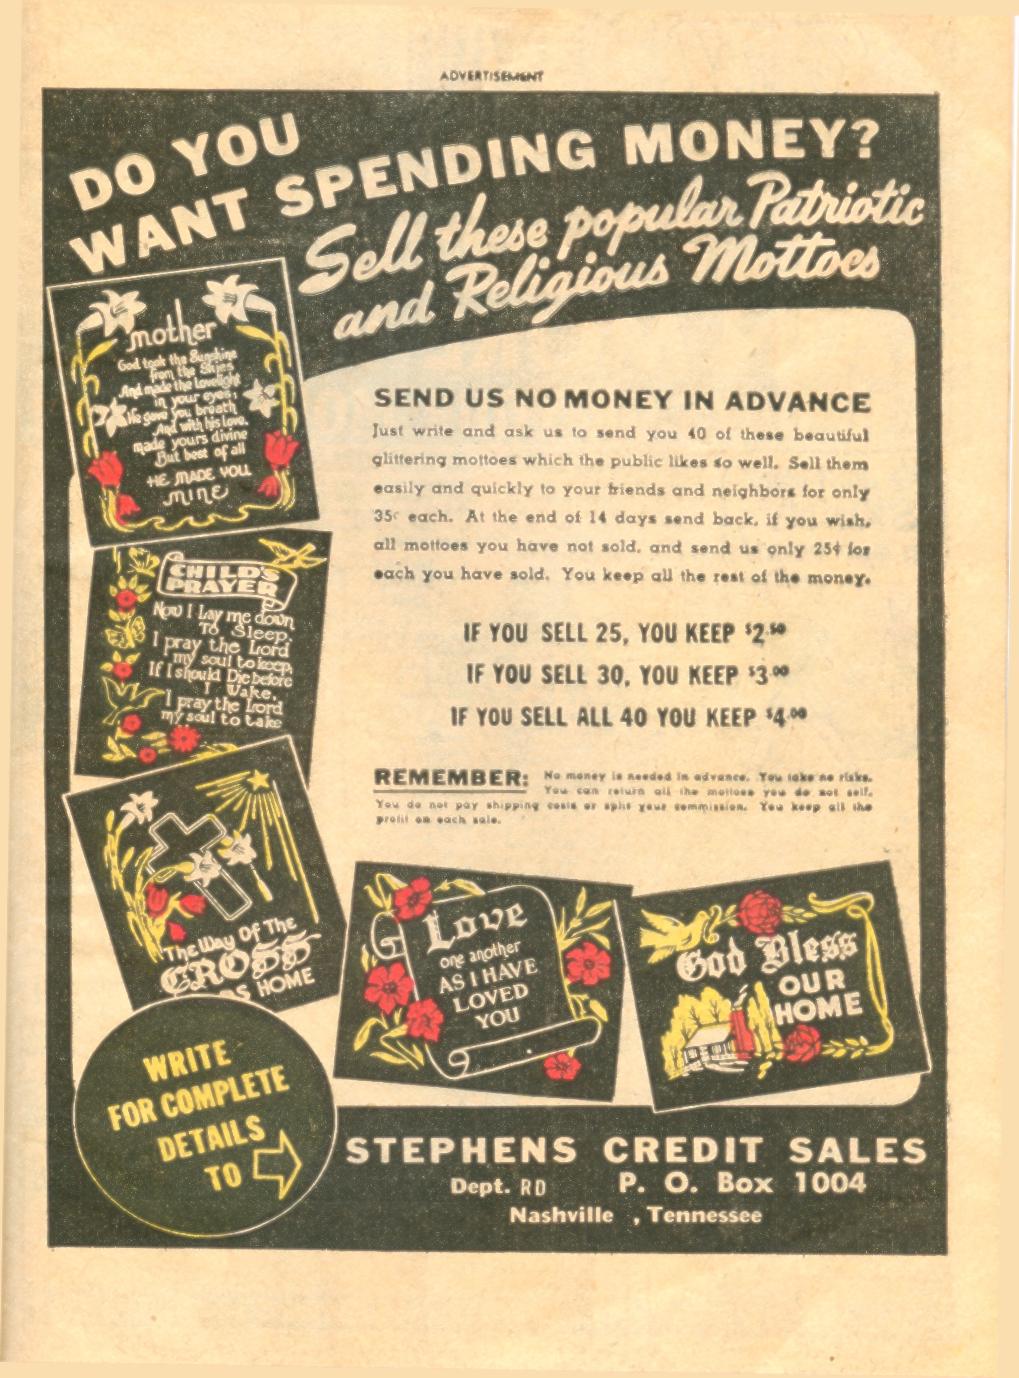 ADVERTISEMENT
DO YOU
WANT SPENDING MONEY?
Sell these popular Patriotic
and Religious Mottoes
mother
God took the Sunshine
from the Skies
And made the Lovelight
in your eyes;
He gave you breath
And with his love,
made yours divine
But best of all
HE MADE YOU
MINE
CHILD'S
PRAYER
Now I Lay me down
To Sleep,
I pray the Lord
my soul to keep,
If I should Die before
I Wake,
I pray the Lord
my soul to take
The Way Of The
CROSS
DS HOME
SEND US NO MONEY IN ADVANCE
Just write and ask us to send you 40 of these beautiful
glittering mottoes which the public likes so well. Sell them
easily and quickly to your friends and neighbors for only
35¢ each. At the end of 14 days send back, if you wish,
all mottoes you have not sold, and send us only 25¢ for
each you have sold. You keep all the rest of the money.
IF YOU SELL 25, YOU KEEP $2.50
IF YOU SELL 30, YOU KEEP $3.00
IF YOU SELL ALL 40 YOU KEEP $4.00
REMEMBER: No money is needed in advance. You take no risks.
You can return all the mottoes you do not sell.
You do not pay shipping costs or split your commission. You keep all the
profit on each sale.
Love
one another
AS I HAVE
LOVED
YOU
God Bless
OUR
HOME
WRITE
FOR COMPLETE
DETAILS
TO
STEPHENS CREDIT SALES
Dept. RD P. O. Box 1004
Nashville , Tennessee